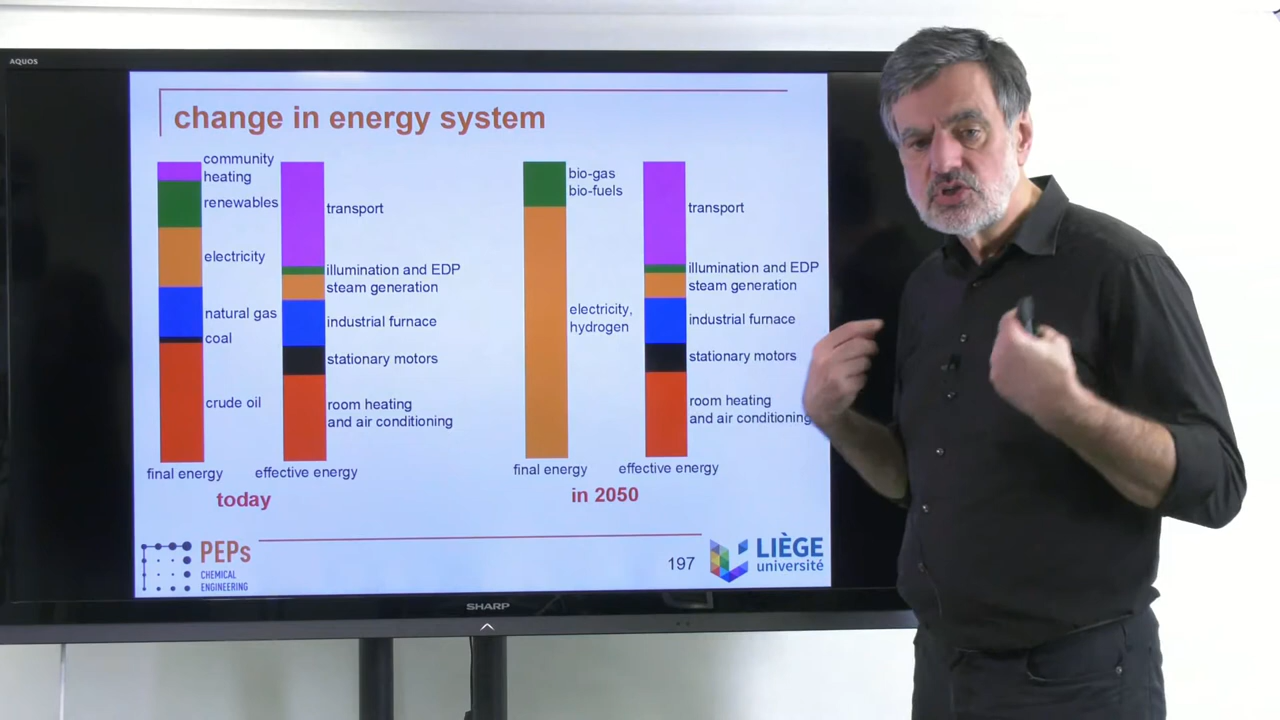 AQUOS
change in energy system
community
heating
renewables
electricity
natural gas
coal
crude oil
final energy
transport
illumination and EDP
steam generation
industrial furnace
stationary motors
room heating
and air conditioning
effective energy
today
bio-gas
bio-fuels
electricity,
hydrogen
final energy
transport
illumination and EDP
steam generation
industrial furnace
stationary motors
room heating
and air conditioning
effective energy
in 2050
PEPs
CHEMICAL
ENGINEERING
197
LIÈGE
université
SHARP